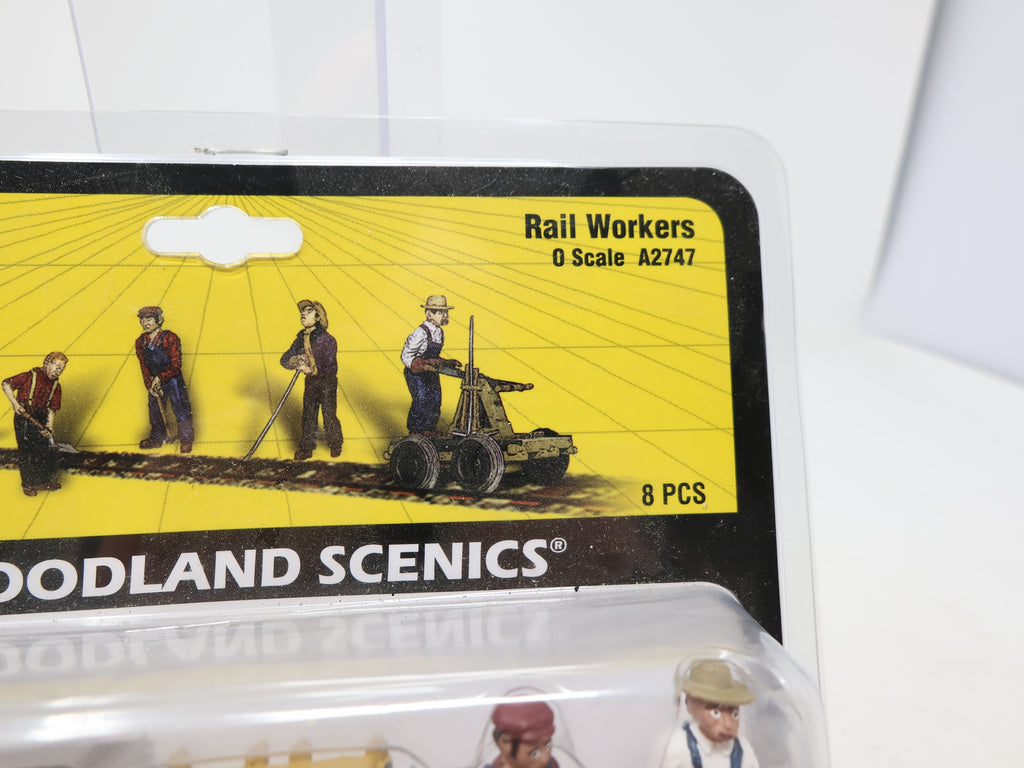 Rail Workers
O Scale A2747
8 PCS
OODLAND SCENICS®